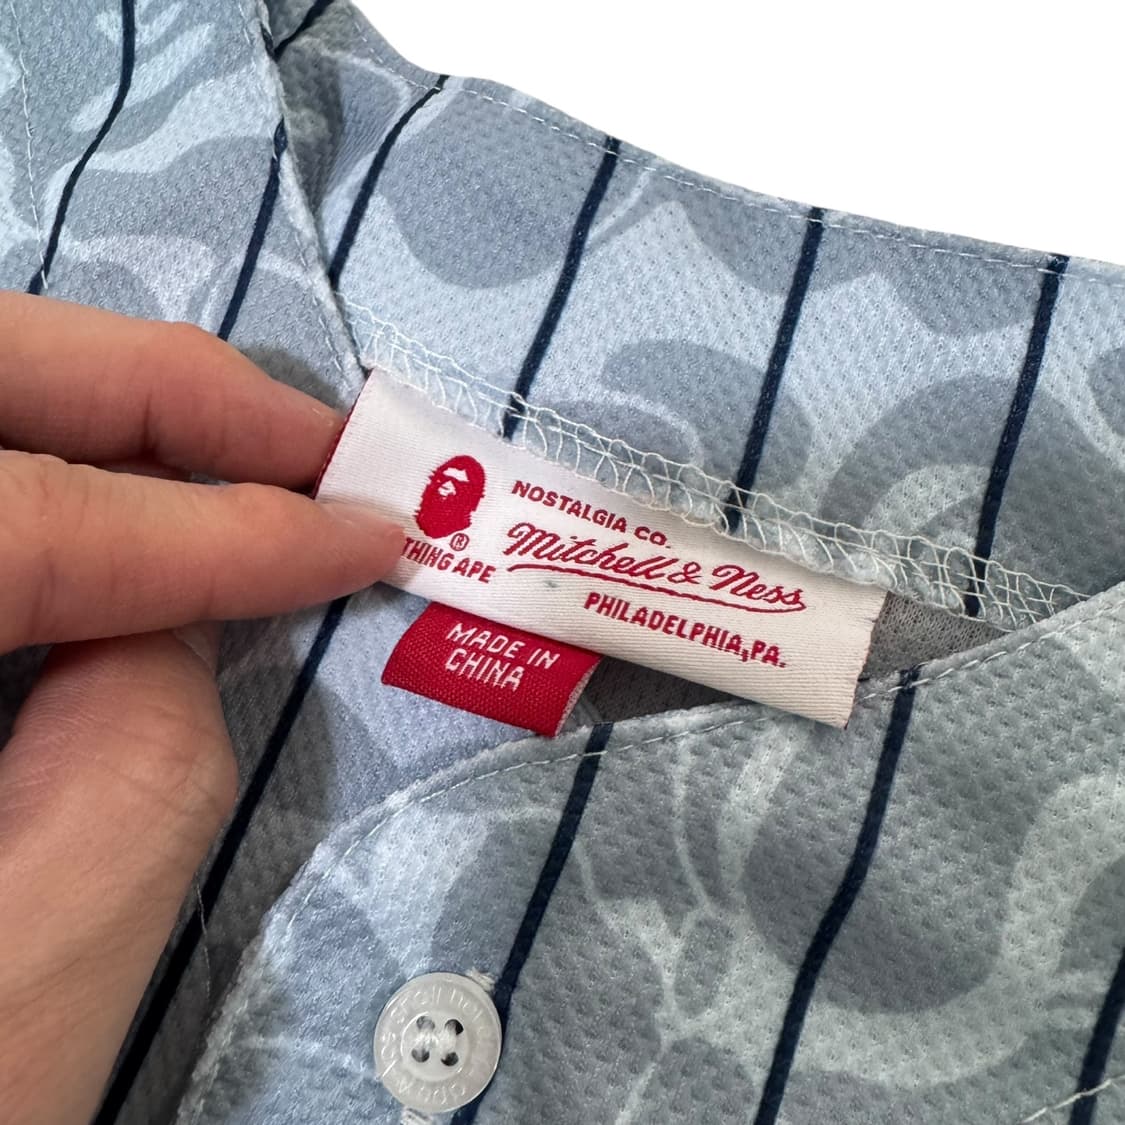 ®
THING APE
NOSTALGIA CO.
Mitchell & Ness
PHILADELPHIA, PA.
MADE IN
CHINA